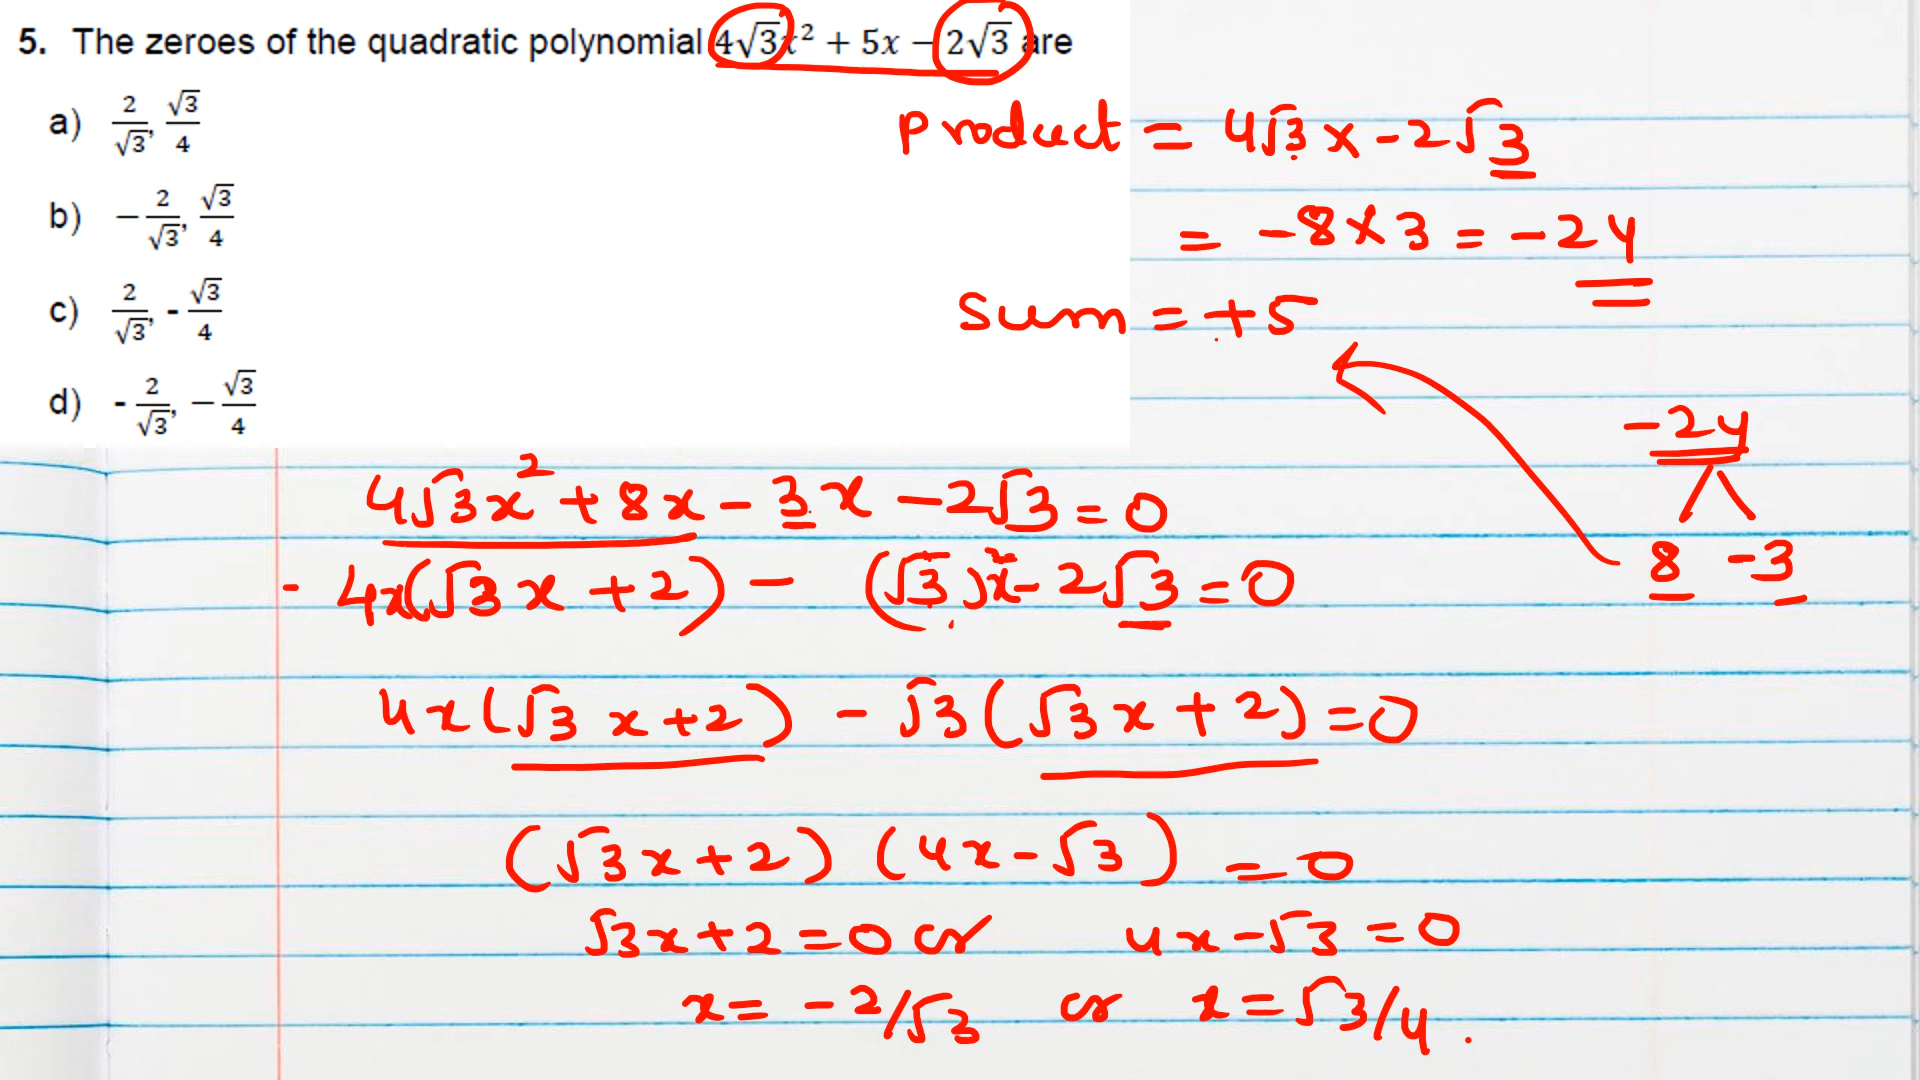 5. The zeroes of the quadratic polynomial 4√3x² + 5x − 2√3 are
a) 2/√3, √3/4
b) −2/√3, √3/4
c) 2/√3, -√3/4
d) -2/√3, −√3/4
product = 4√3 x -2√3
= -8 x 3 = -24
sum = +5
-24
8 -3
4√3x² + 8x - 3x - 2√3 = 0
- 4x(√3x + 2) - (√3)²x - 2√3 = 0
4x(√3x+2) - √3(√3x+2) = 0
(√3x+2) (4x-√3) = 0
√3x+2 = 0 or 4x-√3 = 0
x = -2/√3 or x = √3/4.